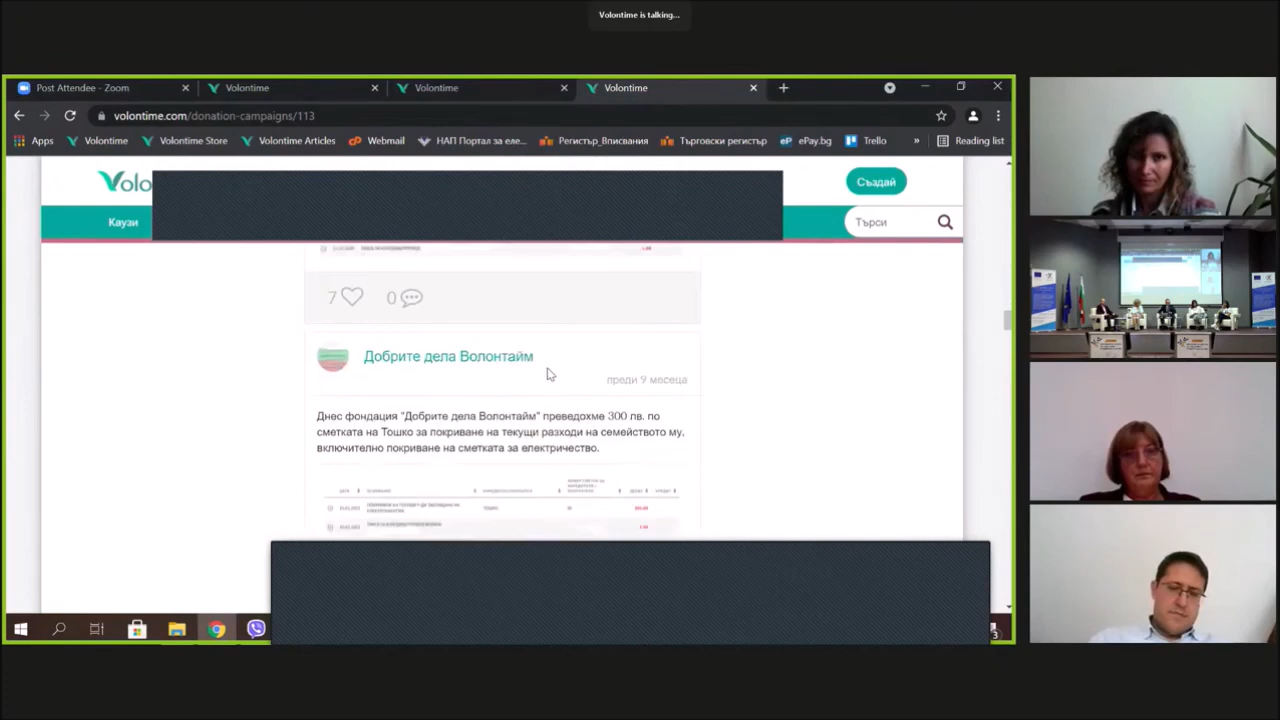 Volontime is talking...
Post Attendee - Zoom
Volontime
Volontime
Volontime
volontime.com/donation-campaigns/113
Apps
Volontime
Volontime Store
Volontime Articles
Webmail
НАП Портал за еле...
Регистър_Вписвания
Търговски регистър
ePay.bg
Trello
»
Reading list
Volo
Създай
Каузи
Търси
7
0
Добрите дела Волонтайм
преди 9 месеца
Днес фондация "Добрите дела Волонтайм" преведохме 300 лв. по
сметката на Тошко за покриване на текущи разходи на семейството му,
включително покриване на сметката за електричество.
3